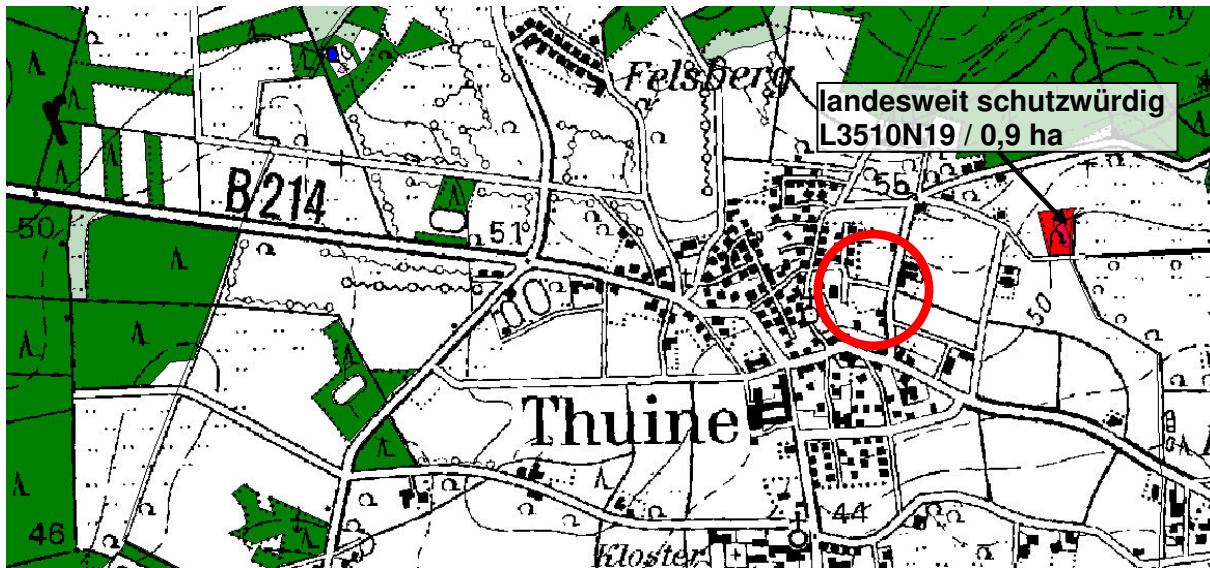 Felsberg
landesweit schutzwürdig
L3510N19 / 0,9 ha
B 214
55
50
51
50
Thuine
44
46
Kloster